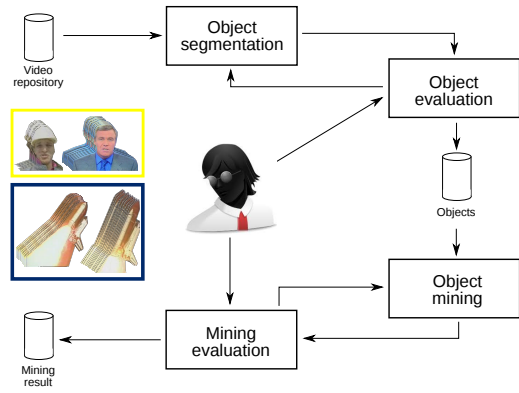 Object
segmentation
Video
repository
Object
evaluation
Objects
Object
mining
Mining
evaluation
Mining
result